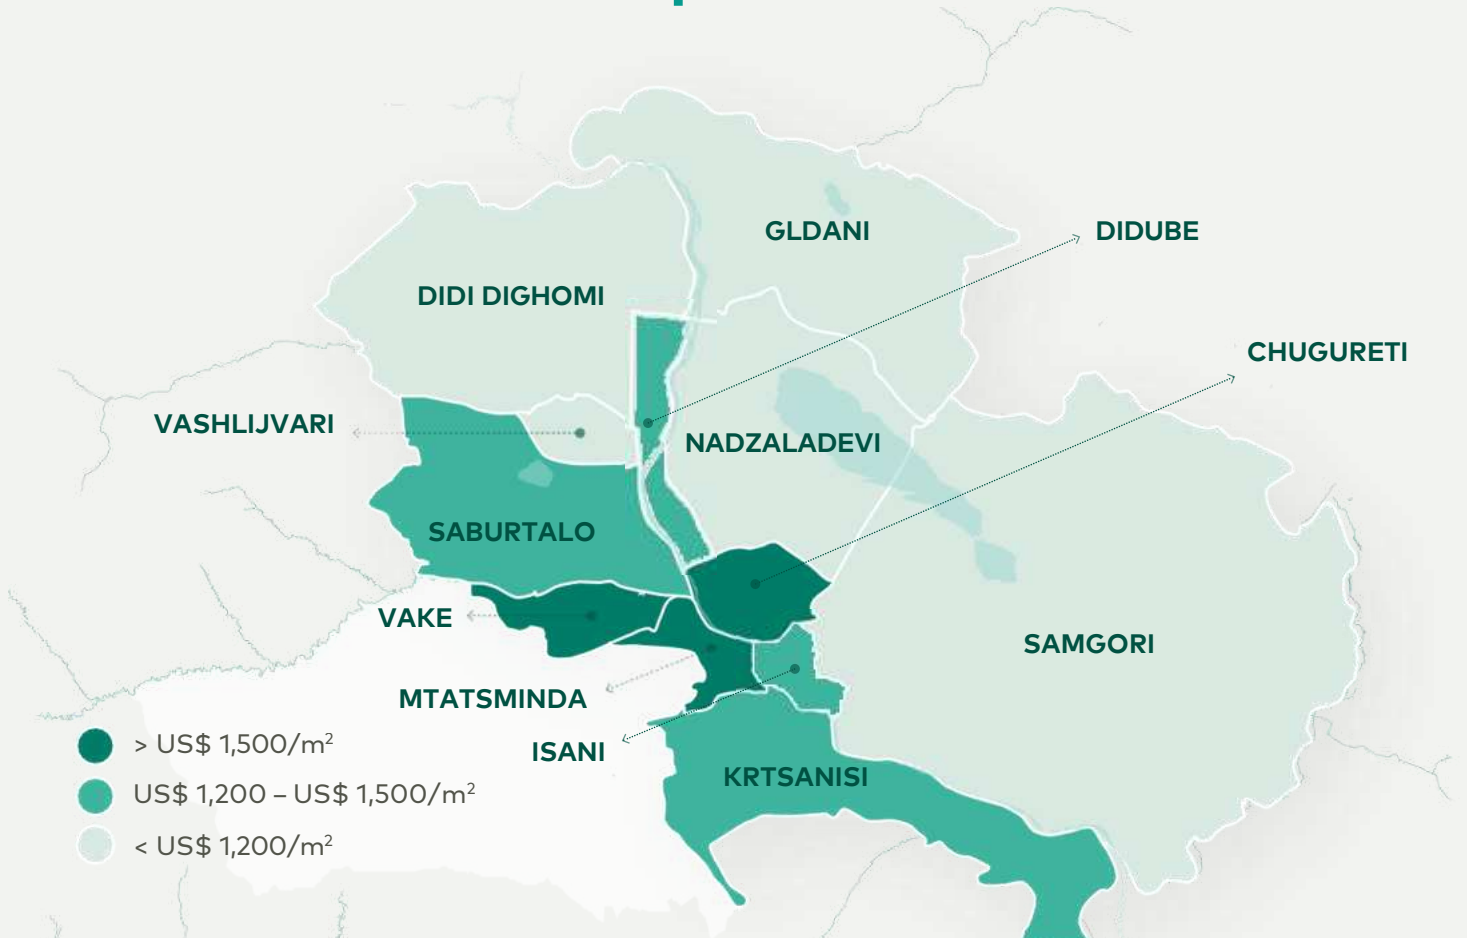 GLDANI
DIDUBE
DIDI DIGHOMI
CHUGURETI
VASHLIJVARI
NADZALADEVI
SABURTALO
VAKE
SAMGORI
MTATSMINDA
ISANI
KRTSANISI
> US$ 1,500/m²
US$ 1,200 – US$ 1,500/m²
< US$ 1,200/m²